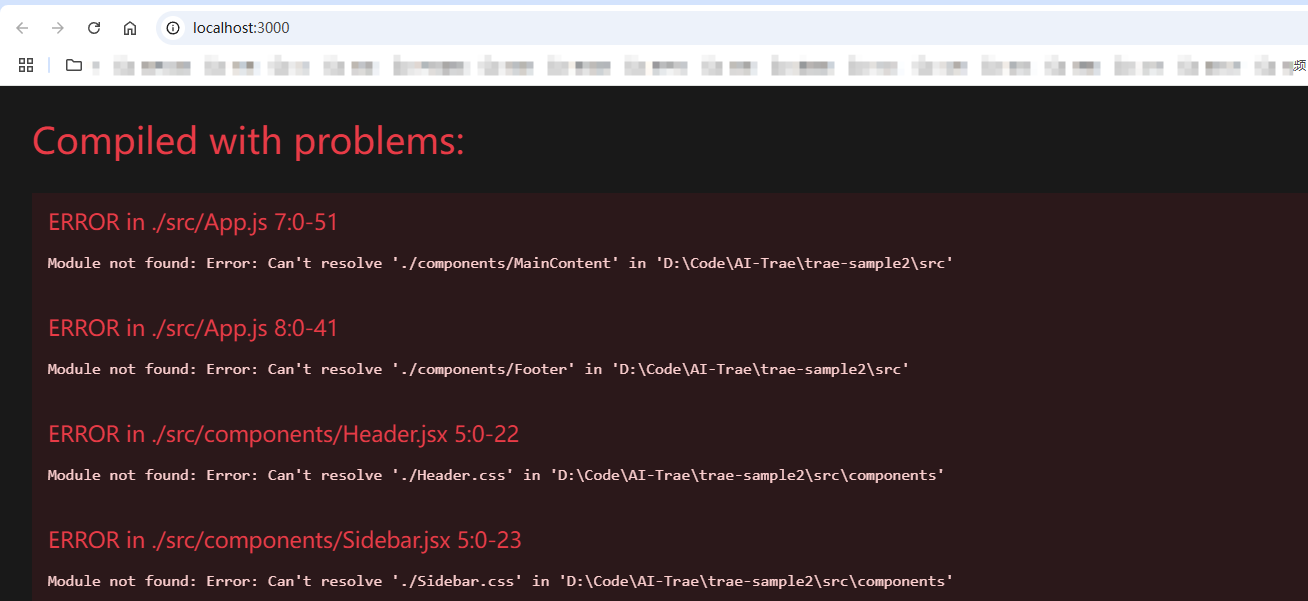 localhost:3000
频
Compiled with problems:
ERROR in ./src/App.js 7:0-51
Module not found: Error: Can't resolve './components/MainContent' in 'D:\Code\AI-Trae\trae-sample2\src'
ERROR in ./src/App.js 8:0-41
Module not found: Error: Can't resolve './components/Footer' in 'D:\Code\AI-Trae\trae-sample2\src'
ERROR in ./src/components/Header.jsx 5:0-22
Module not found: Error: Can't resolve './Header.css' in 'D:\Code\AI-Trae\trae-sample2\src\components'
ERROR in ./src/components/Sidebar.jsx 5:0-23
Module not found: Error: Can't resolve './Sidebar.css' in 'D:\Code\AI-Trae\trae-sample2\src\components'